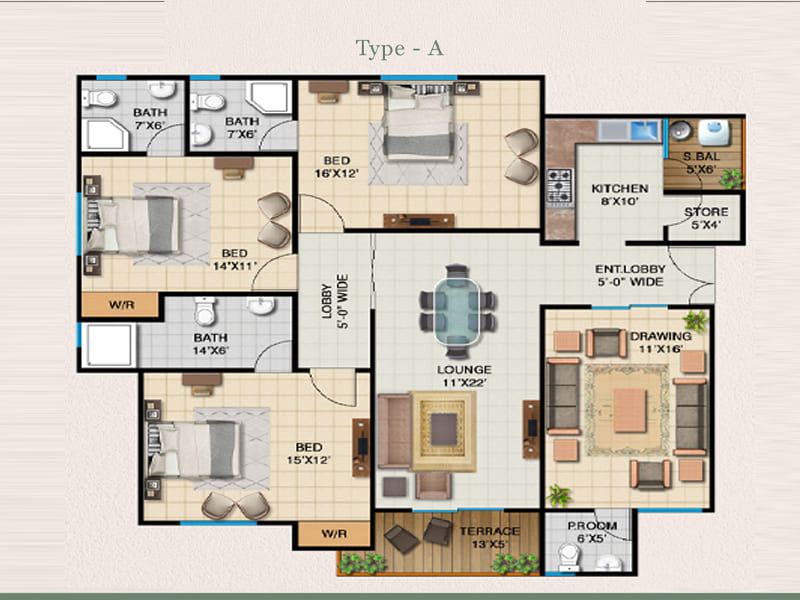 Type - A
BATH
7"X6'
BATH
7"X6'
BED
16'X12'
S.BAL
5'X6'
KITCHEN
8"X10'
STORE
5'X4'
BED
14"X11'
W/R
LOBBY
5'-0" WIDE
ENT.LOBBY
5'-0" WIDE
BATH
14'X6'
DRAWING
11'X16'
LOUNGE
11'X22'
BED
15'X12'
W/R
TERRACE
13'X5'
P.ROOM
6'X5'